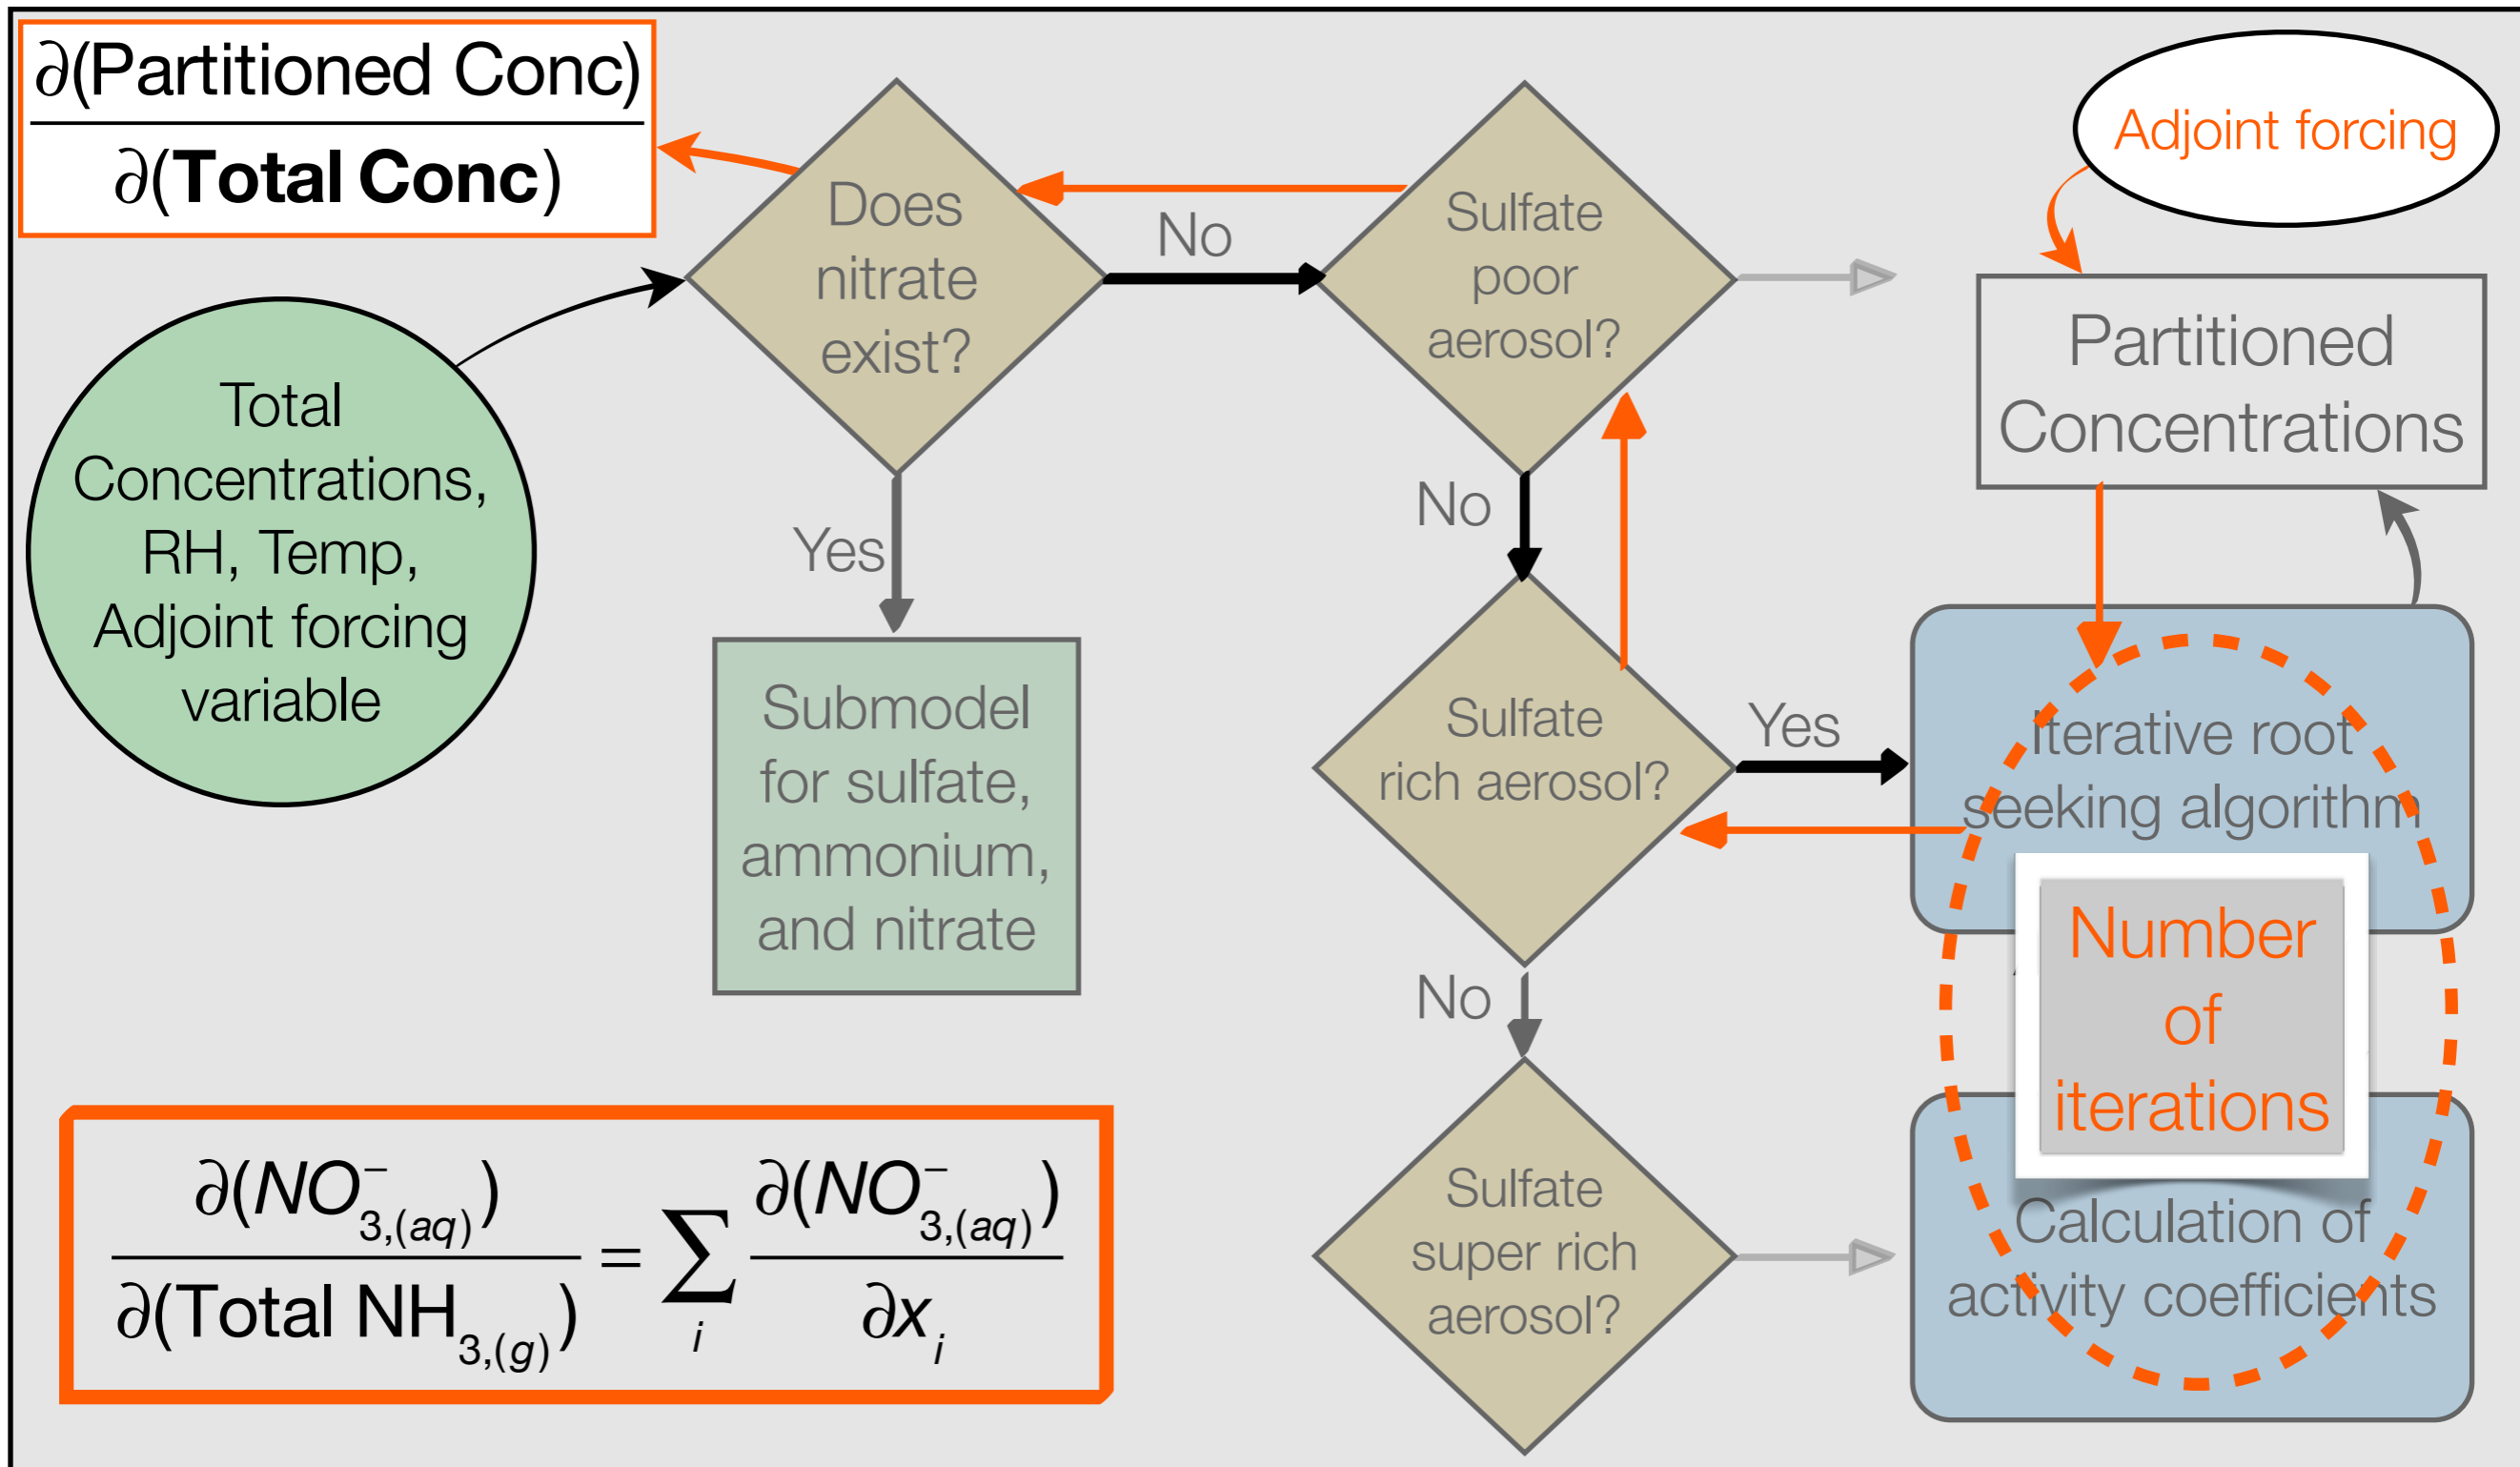 ∂(Partitioned Conc)
∂(Total Conc)
Adjoint forcing
Does
nitrate
exist?
No
Sulfate
poor
aerosol?
Partitioned
Concentrations
Total
Concentrations,
RH, Temp,
Adjoint forcing
variable
Yes
No
Submodel
for sulfate,
ammonium,
and nitrate
Sulfate
rich aerosol?
Yes
Iterative root
seeking algorithm
Number
of
iterations
No
Sulfate
super rich
aerosol?
Calculation of
activity coefficients
∂(NO⁻₃,(aq)) / ∂(Total NH₃,(g)) = ∑ᵢ ∂(NO⁻₃,(aq)) / ∂xᵢ